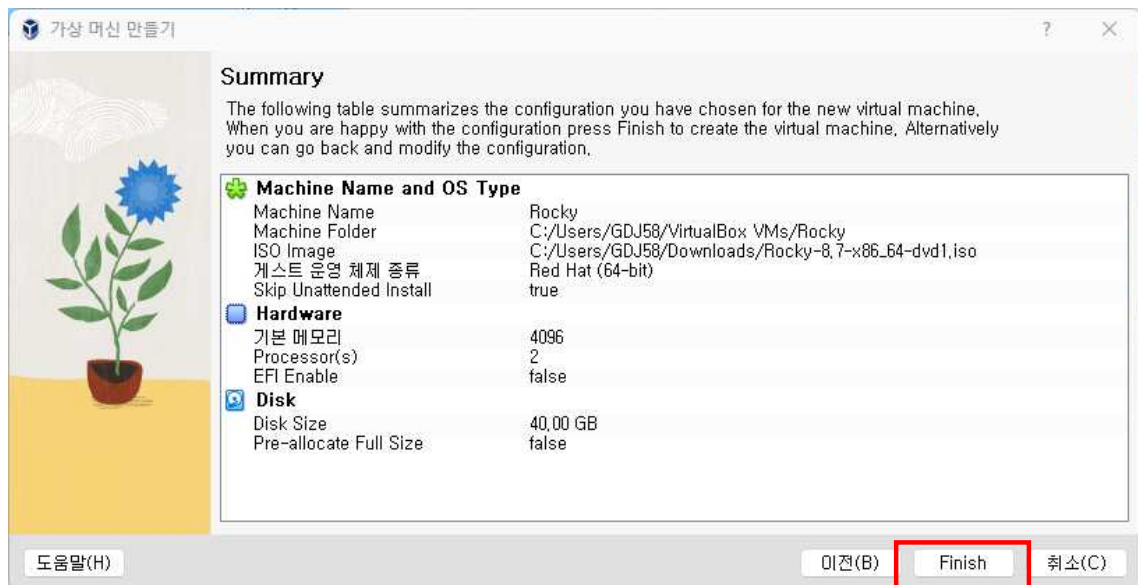 가상 머신 만들기
?
Summary
The following table summarizes the configuration you have chosen for the new virtual machine,
When you are happy with the configuration press Finish to create the virtual machine, Alternatively
you can go back and modify the configuration,
Machine Name and OS Type
Machine Name Rocky
Machine Folder C:/Users/GDJ58/VirtualBox VMs/Rocky
ISO Image C:/Users/GDJ58/Downloads/Rocky-8,7-x86_64-dvd1,iso
게스트 운영 체제 종류 Red Hat (64-bit)
Skip Unattended Install true
Hardware
기본 메모리 4096
Processor(s) 2
EFI Enable false
Disk
Disk Size 40,00 GB
Pre-allocate Full Size false
도움말(H) 이전(B) Finish 취소(C)